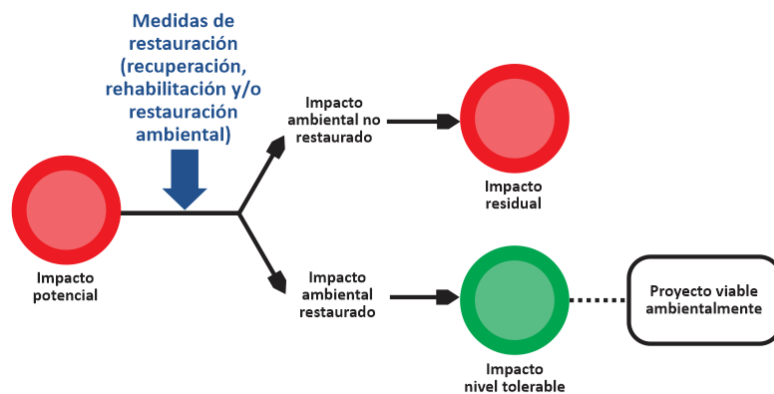 Medidas de
restauración
(recuperación,
rehabilitación y/o
restauración
ambiental)
Impacto
ambiental no
restaurado
Impacto
residual
Impacto
potencial
Impacto
ambiental
restaurado
Proyecto viable
ambientalmente
Impacto
nivel tolerable